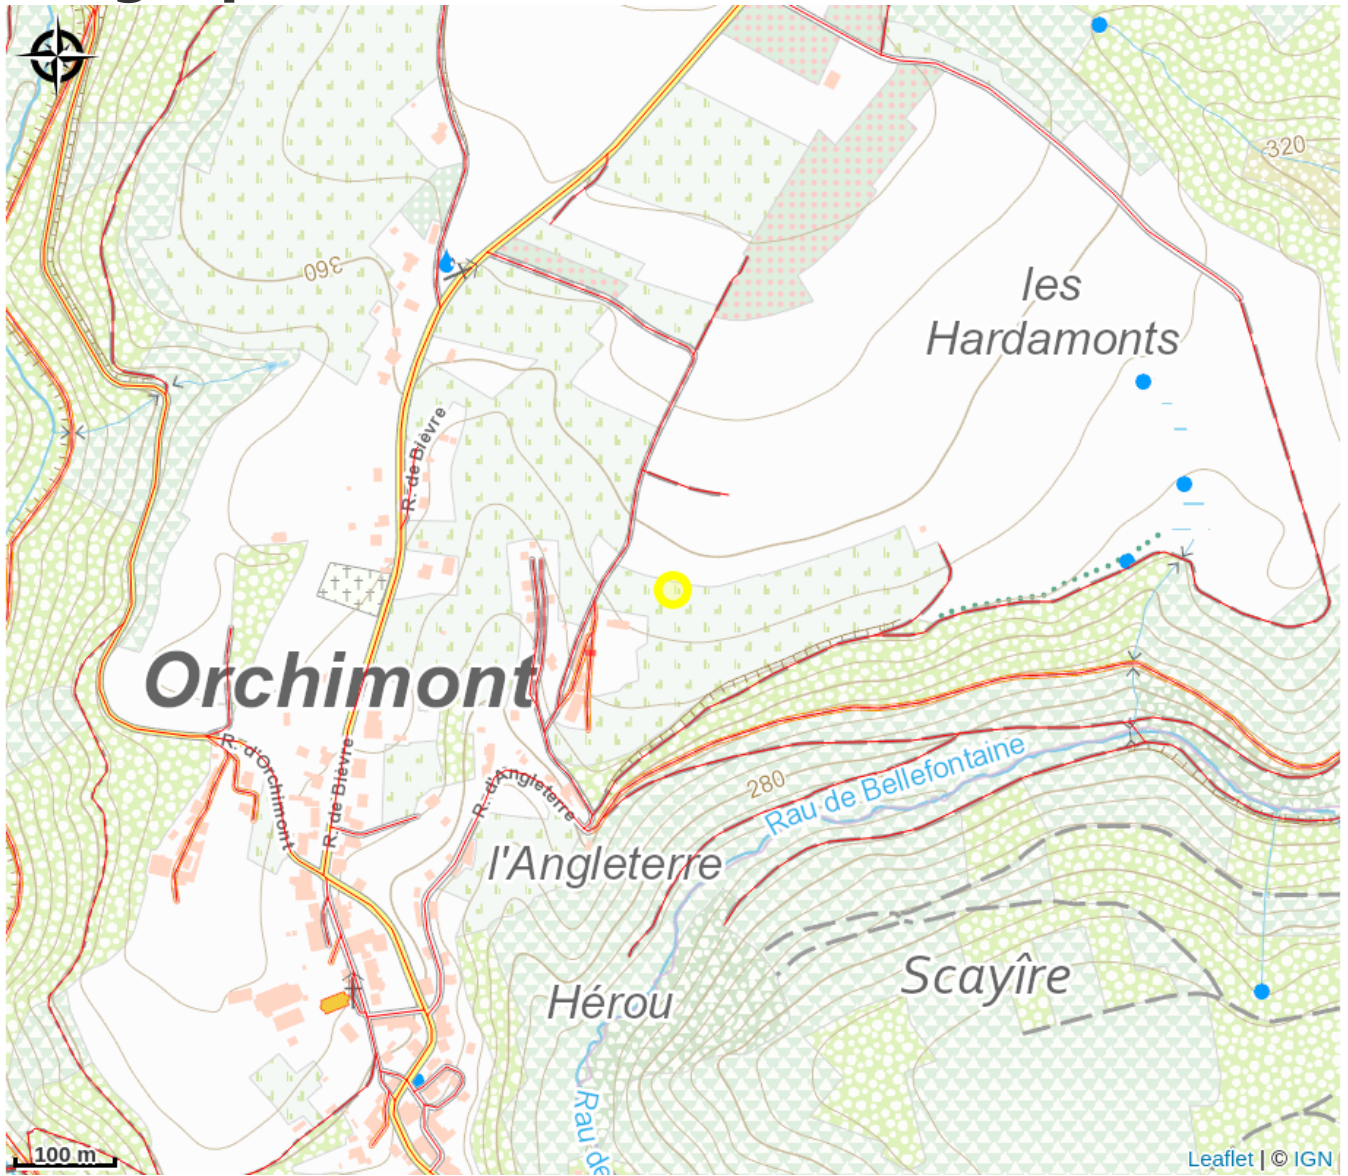 320
les
Hardamonts
360
R. de Bièvre
Orchimont
R. d'Orchimont
R. de Bièvre
R. d'Angleterre
280
Rau de Bellefontaine
l'Angleterre
Scayîre
Hérou
Rau de
100 m
Leaflet | © IGN